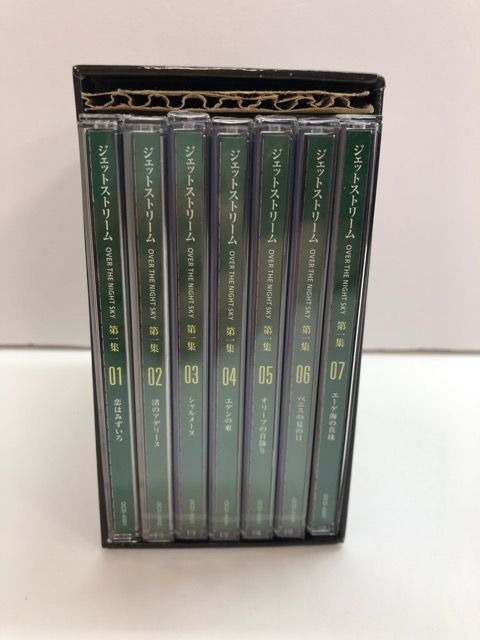 ジェットストリーム OVER THE NIGHT SKY 第一集 01 恋はみずいろ
ジェットストリーム OVER THE NIGHT SKY 第一集 02 渚のアデリーヌ
ジェットストリーム OVER THE NIGHT SKY 第一集 03 シャルメーヌ
ジェットストリーム OVER THE NIGHT SKY 第一集 04 エデンの東
ジェットストリーム OVER THE NIGHT SKY 第一集 05 オリーブの首飾り
ジェットストリーム OVER THE NIGHT SKY 第一集 06 ベニスの夏の日
ジェットストリーム OVER THE NIGHT SKY 第一集 07 エーゲ海の真珠